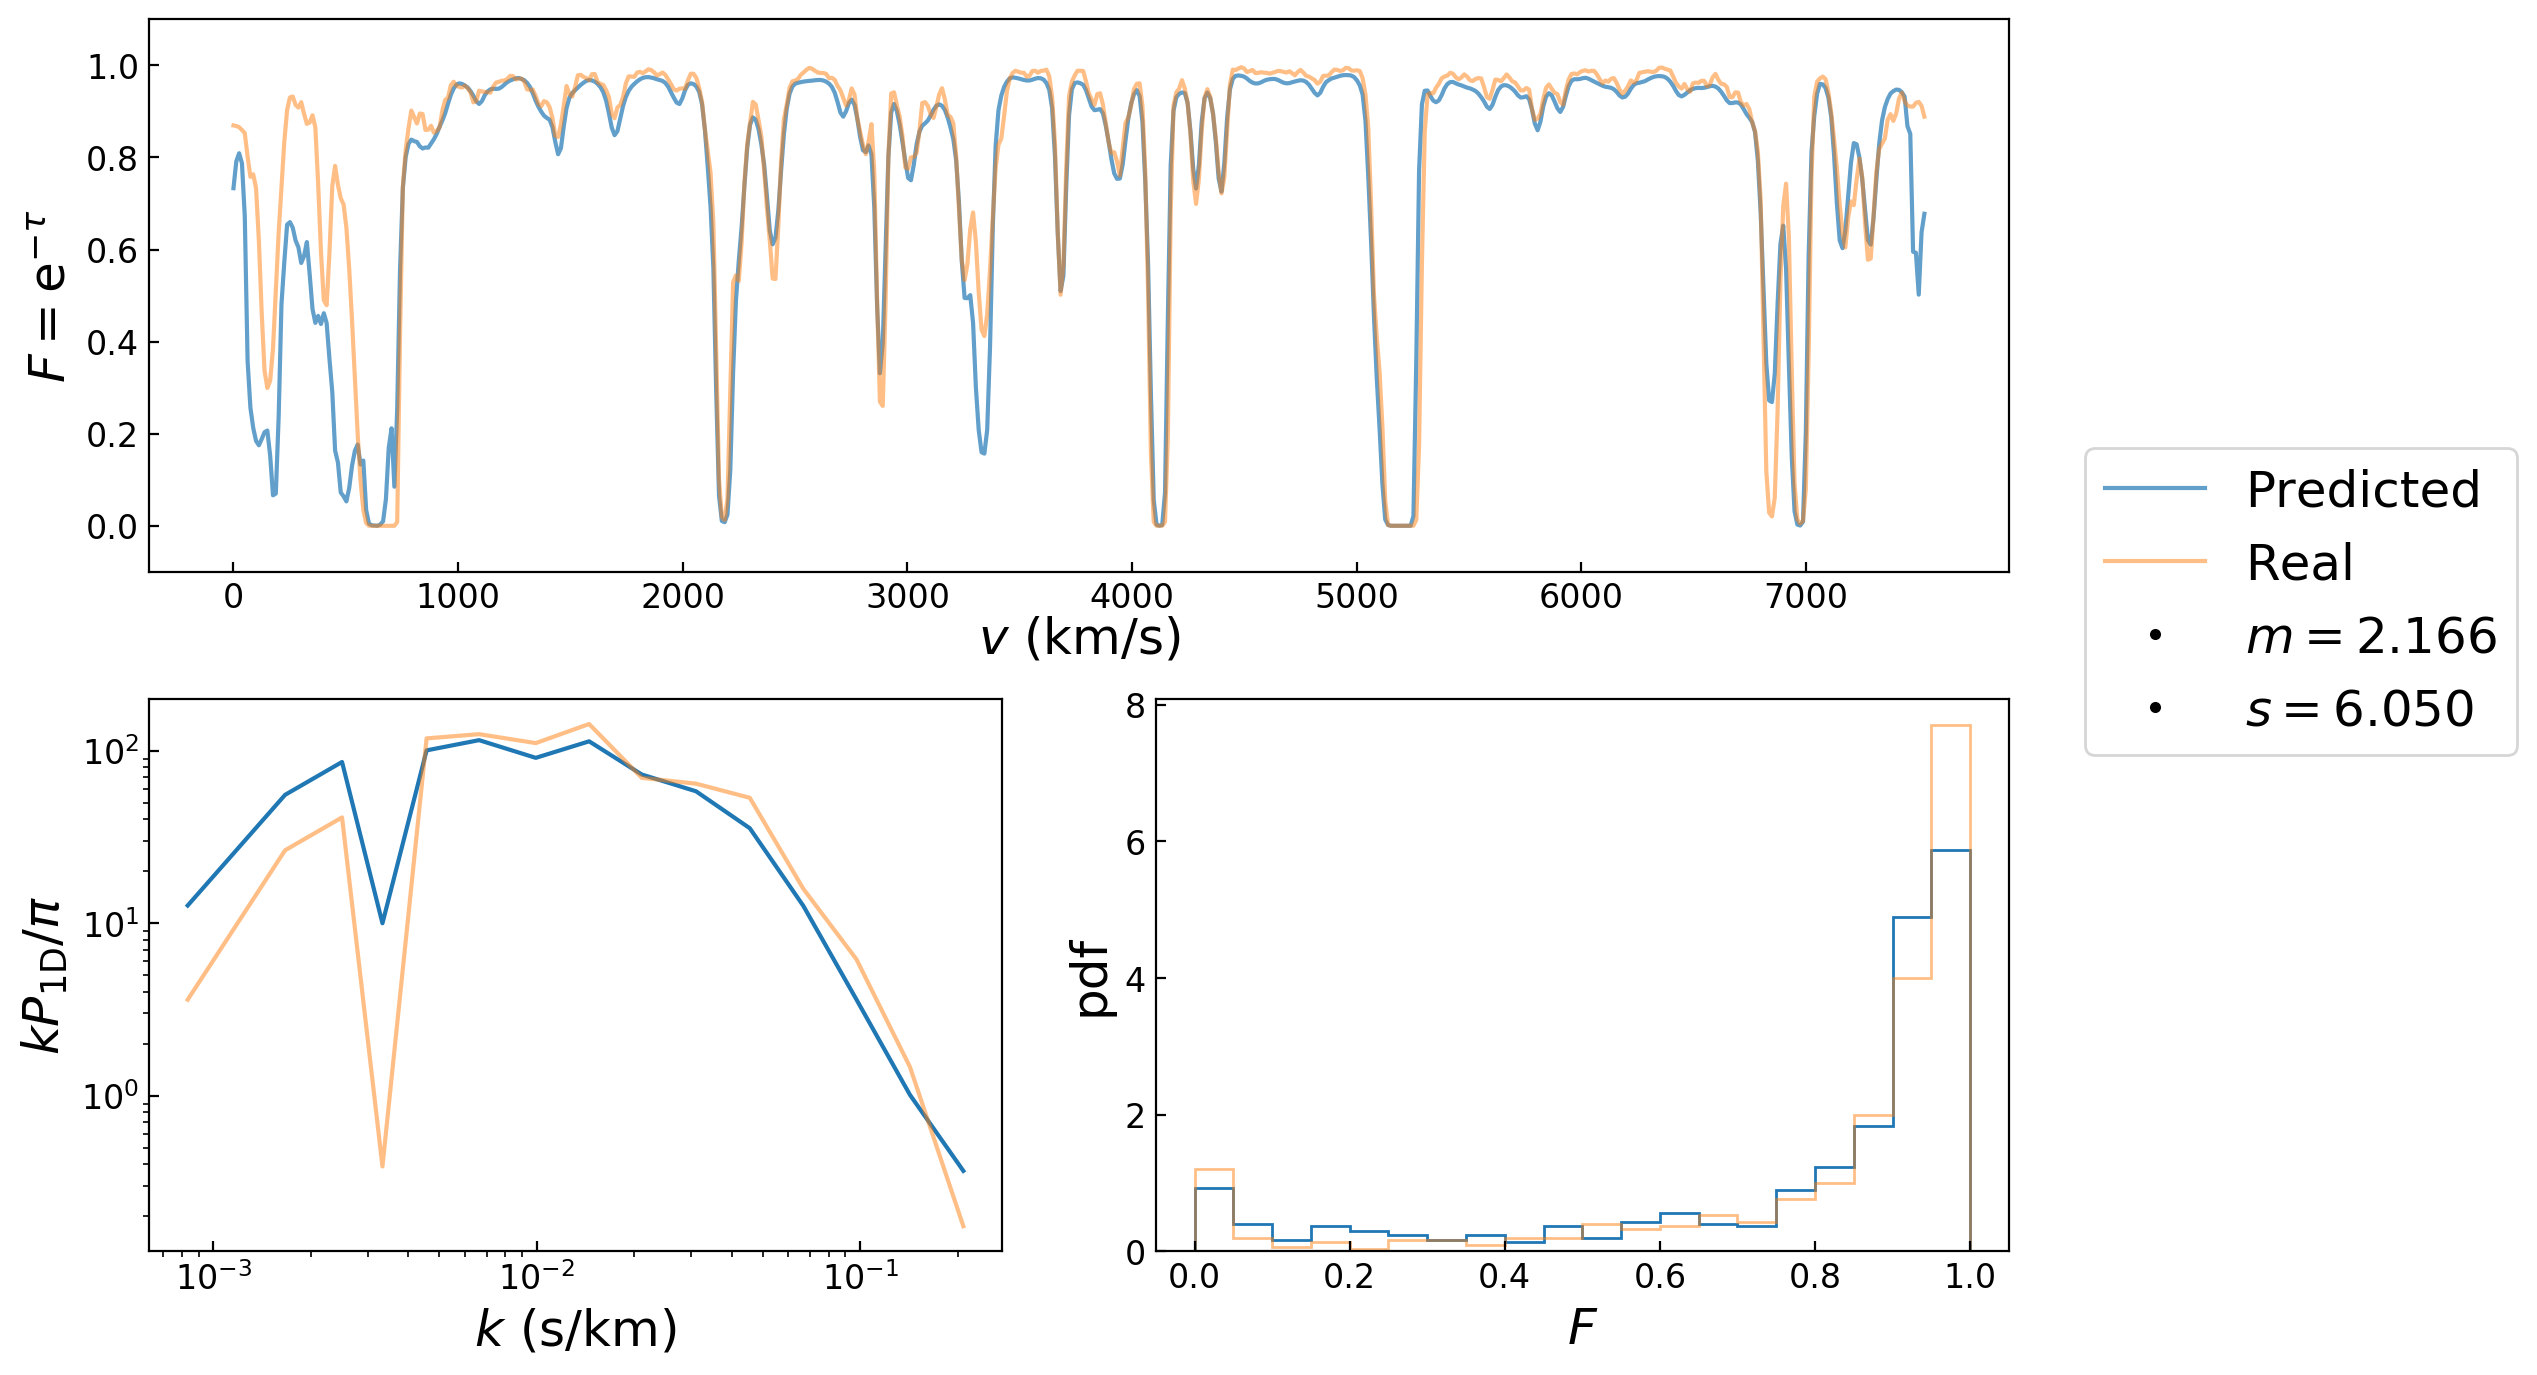 F = e^{-τ}
1.0
0.8
0.6
0.4
0.2
0.0
0 1000 2000 3000 4000 5000 6000 7000
v (km/s)
Predicted
Real
m = 2.166
s = 6.050
kP_{1D}/π
10^2
10^1
10^0
10^{-3} 10^{-2} 10^{-1}
k (s/km)
pdf
8
6
4
2
0
0.0 0.2 0.4 0.6 0.8 1.0
F